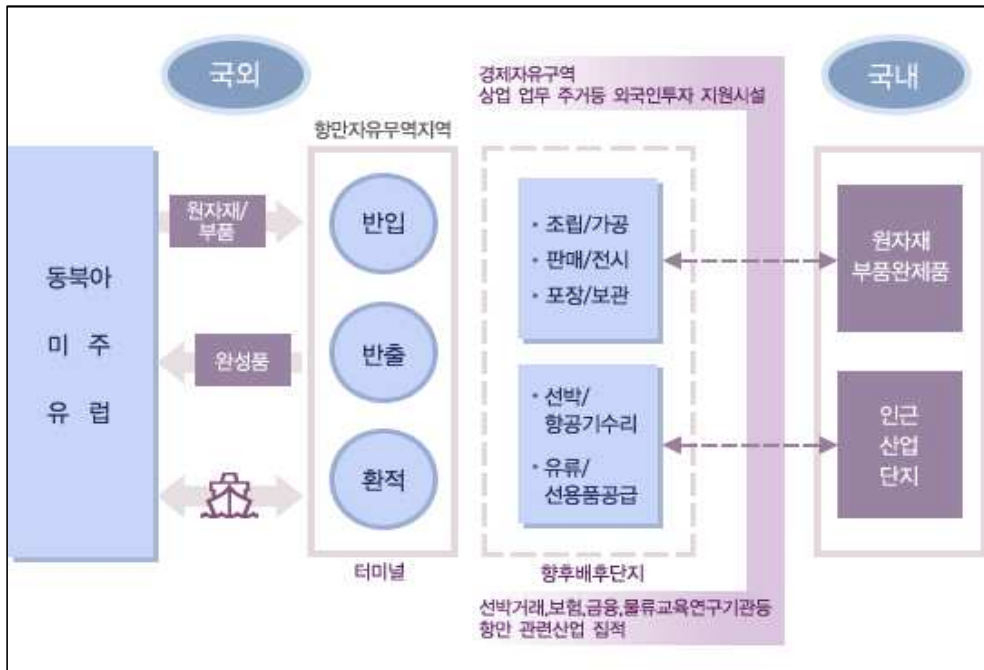 국외
경제자유구역
상업 업무 주거등 외국인투자 지원시설
국내
항만자유무역지역
동북아
미 주
유 럽
원자재/
부품
완성품
반입
반출
환적
터미널
• 조립/가공
• 판매/전시
• 포장/보관
• 선박/
항공기수리
• 유류/
선용품공급
향후배후단지
선박거래,보험,금융,물류교육연구기관등
항만 관련산업 집적
원자재
부품완제품
인근
산업
단지